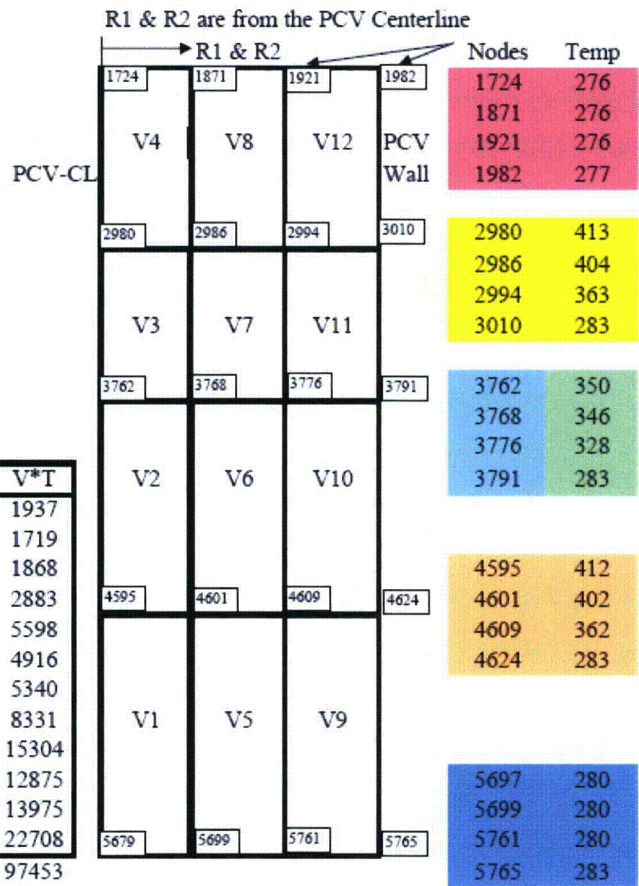 R1 & R2 are from the PCV Centerline
R1 & R2
Nodes Temp
1724 1871 1921 1982
1724 276
1871 276
1921 276
1982 277
V4 V8 V12 PCV
PCV-CL Wall
2980 2986 2994 3010
2980 413
2986 404
2994 363
3010 283
V3 V7 V11
3762 3768 3776 3791
3762 350
3768 346
3776 328
3791 283
V2 V6 V10
4595 4601 4609 4624
4595 412
4601 402
4609 362
4624 283
V1 V5 V9
5679 5699 5761 5765
5697 280
5699 280
5761 280
5765 283
V*T
1937
1719
1868
2883
5598
4916
5340
8331
15304
12875
13975
22708
97453